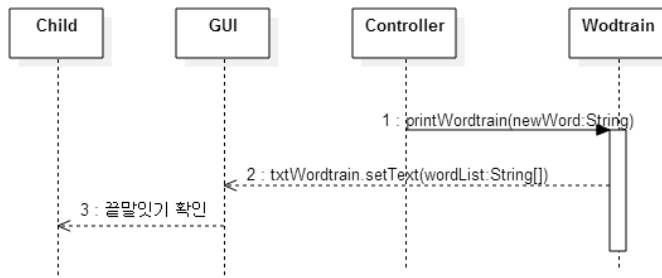 Child
GUI
Controller
Wodtrain
1 : printWordtrain(newWord:String)
2 : txtWordtrain.setText(wordList:String[])
3 : 끝말잇기 확인